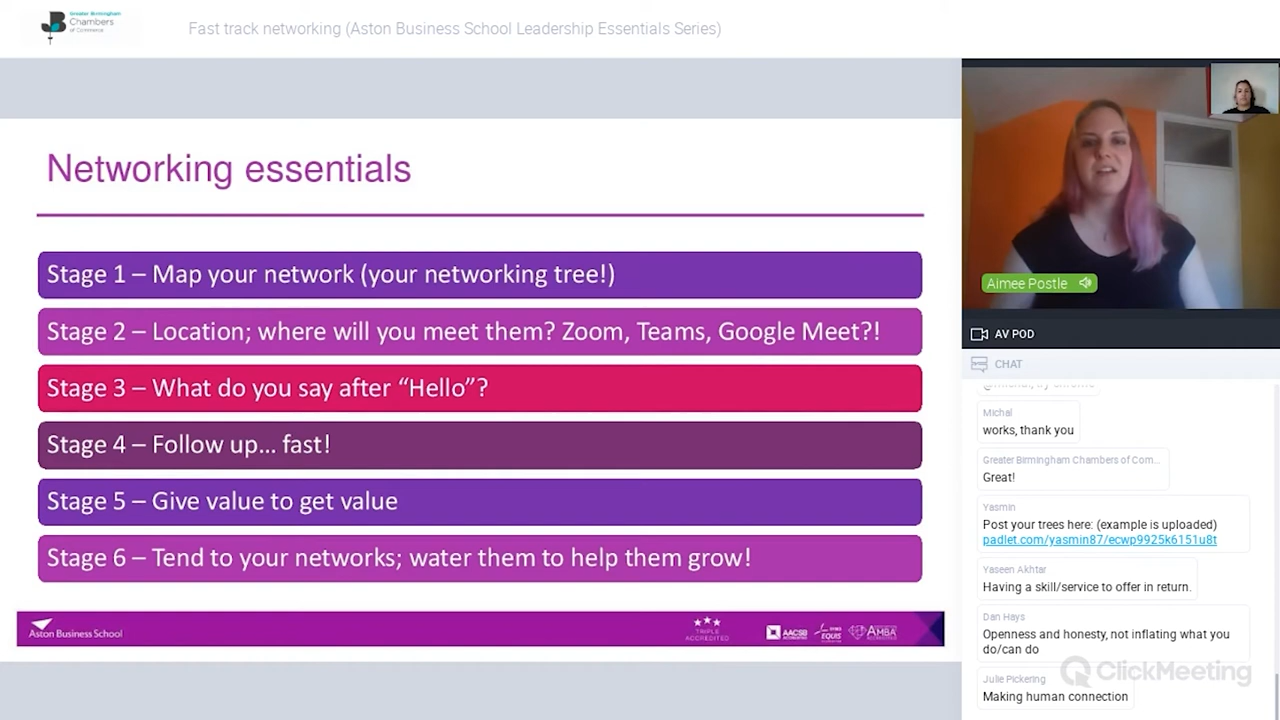 Greater Birmingham
Chambers
of Commerce
Fast track networking (Aston Business School Leadership Essentials Series)
Networking essentials
Stage 1 – Map your network (your networking tree!)
Stage 2 – Location; where will you meet them? Zoom, Teams, Google Meet?!
Stage 3 – What do you say after “Hello”?
Stage 4 – Follow up... fast!
Stage 5 – Give value to get value
Stage 6 – Tend to your networks; water them to help them grow!
Aston Business School
TRIPLE
ACCREDITED
AACSB
ACCREDITED
EQUIS
AMBA
Aimee Postle
AV POD
CHAT
Michal
works, thank you
Greater Birmingham Chambers of Com...
Great!
Yasmin
Post your trees here: (example is uploaded)
padlet.com/yasmin87/ecwp9925k6151u8t
Yaseen Akhtar
Having a skill/service to offer in return.
Dan Hays
Openness and honesty, not inflating what you
do/can do
ClickMeeting
Julie Pickering
Making human connection